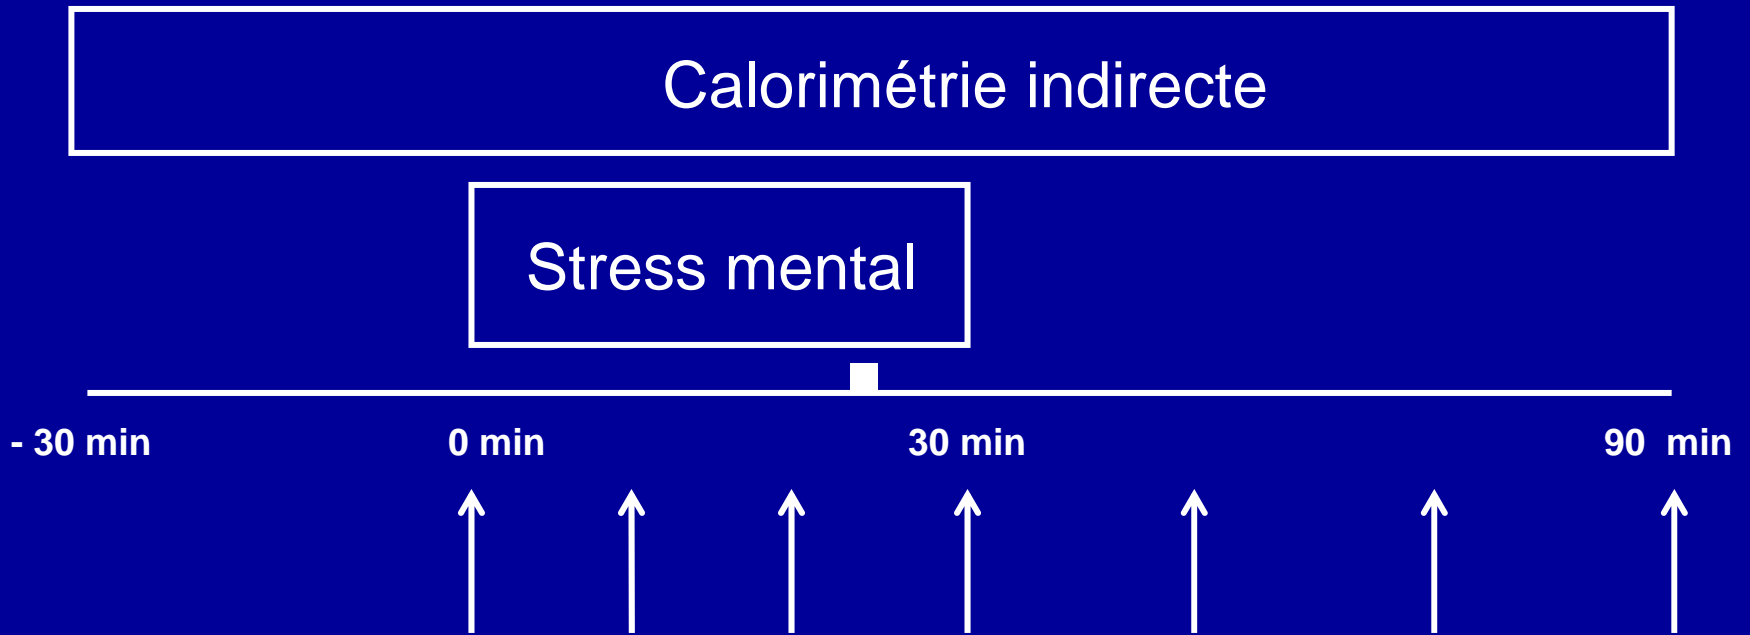 Calorimétrie indirecte
Stress mental
- 30 min 0 min 30 min 90 min